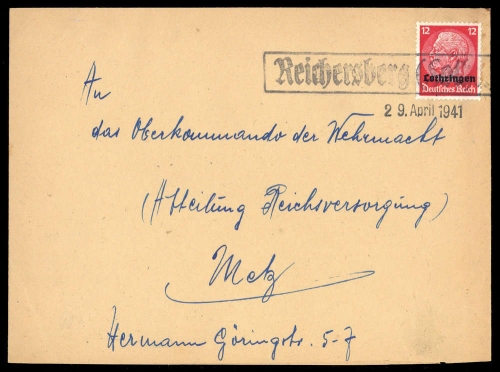 12 12
Lothringen
Deutsches Reich
Reichersberg
29. April 1941
An
das Oberkommando der Wehrmacht
(Abteilung Reichsversorgung)
Metz
Hermann Göringstr. 5-7